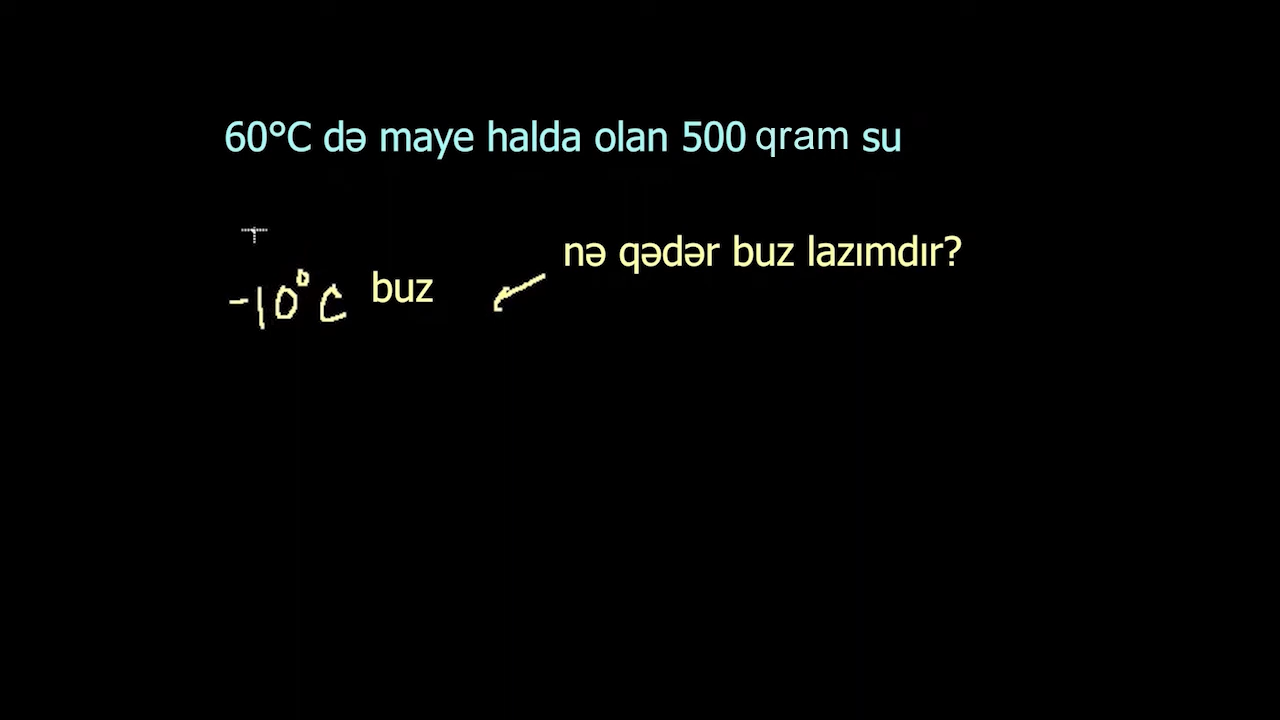 60°C də maye halda olan 500 qram su
nə qədər buz lazımdır?
-10°C buz